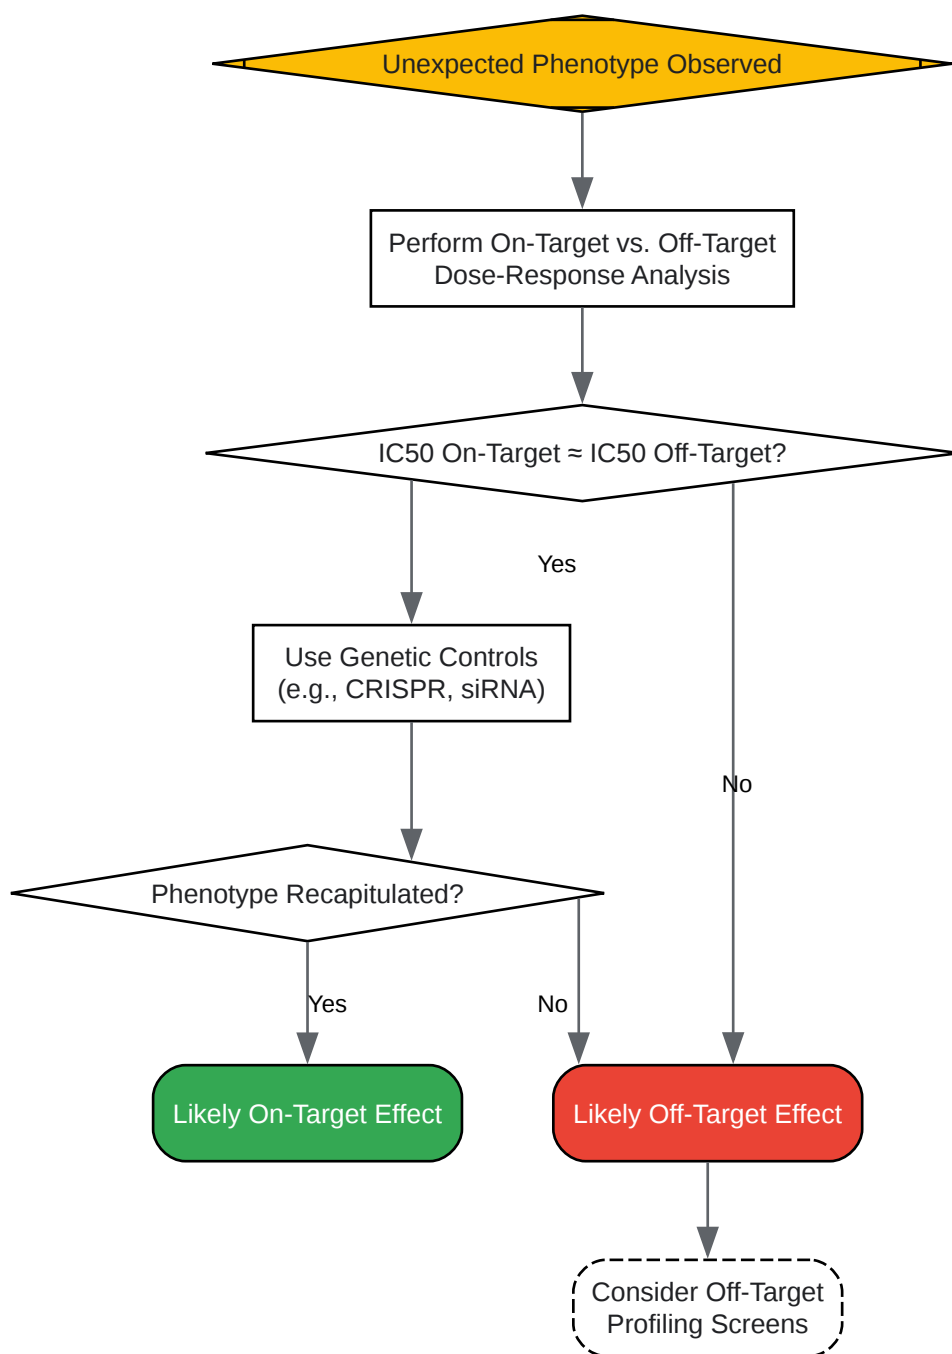 Unexpected Phenotype Observed
Perform On-Target vs. Off-Target
Dose-Response Analysis
IC50 On-Target ≈ IC50 Off-Target?
Yes
Use Genetic Controls
(e.g., CRISPR, siRNA)
No
Phenotype Recapitulated?
Yes
No
Likely On-Target Effect
Likely Off-Target Effect
Consider Off-Target
Profiling Screens